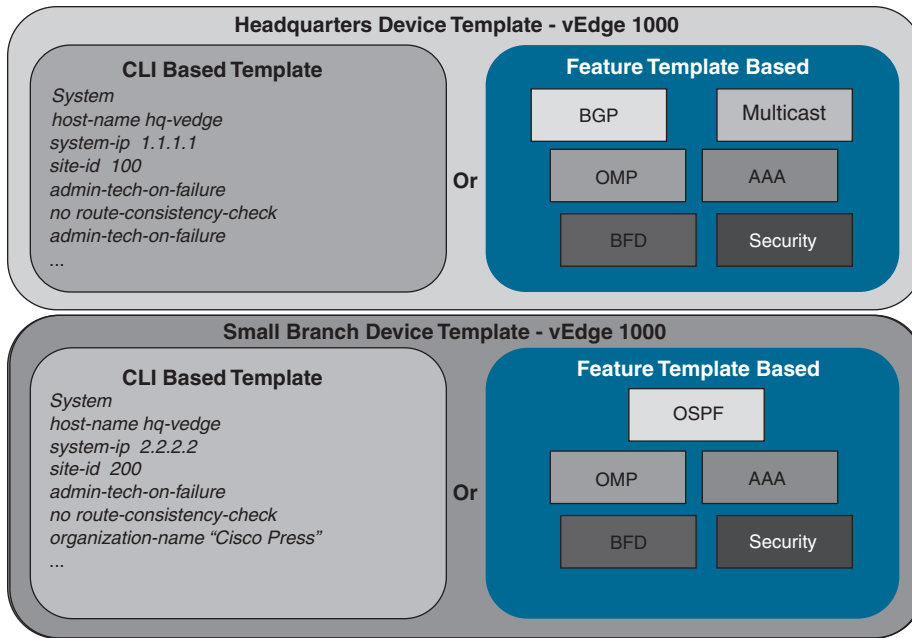 Headquarters Device Template - vEdge 1000
CLI Based Template
System
host-name hq-vedge
system-ip 1.1.1.1
site-id 100
admin-tech-on-failure
no route-consistency-check
admin-tech-on-failure
...
Or
Feature Template Based
BGP
Multicast
OMP
AAA
BFD
Security
Small Branch Device Template - vEdge 1000
CLI Based Template
System
host-name hq-vedge
system-ip 2.2.2.2
site-id 200
admin-tech-on-failure
no route-consistency-check
organization-name “Cisco Press”
...
Or
Feature Template Based
OSPF
OMP
AAA
BFD
Security